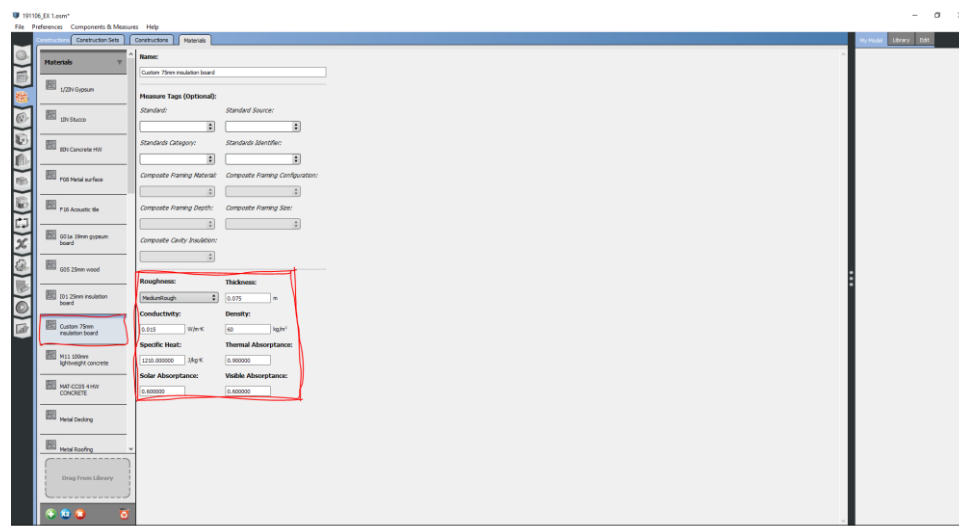 191106_EX 1.osm*
File Preferences Components & Measures Help
Constructions Construction Sets Constructions Materials
My Model Library Edit
Materials
1/2IN Gypsum
1IN Stucco
8IN Concrete HW
F08 Metal surface
F16 Acoustic tile
G01a 19mm gypsum
board
G05 25mm wood
I01 25mm insulation
board
Custom 75mm
insulation board
M11 100mm
lightweight concrete
MAT-CC05 4 HW
CONCRETE
Metal Decking
Metal Roofing
Drag From Library
Name:
Custom 75mm insulation board
Measure Tags (Optional):
Standard: Standard Source:
Standards Category: Standards Identifier:
Composite Framing Material: Composite Framing Configuration:
Composite Framing Depth: Composite Framing Size:
Composite Cavity Insulation:
Roughness: Thickness:
MediumRough 0.075 m
Conductivity: Density:
0.015 W/m·K 60 kg/m³
Specific Heat: Thermal Absorptance:
1210.000000 J/kg·K 0.900000
Solar Absorptance: Visible Absorptance:
0.600000 0.600000